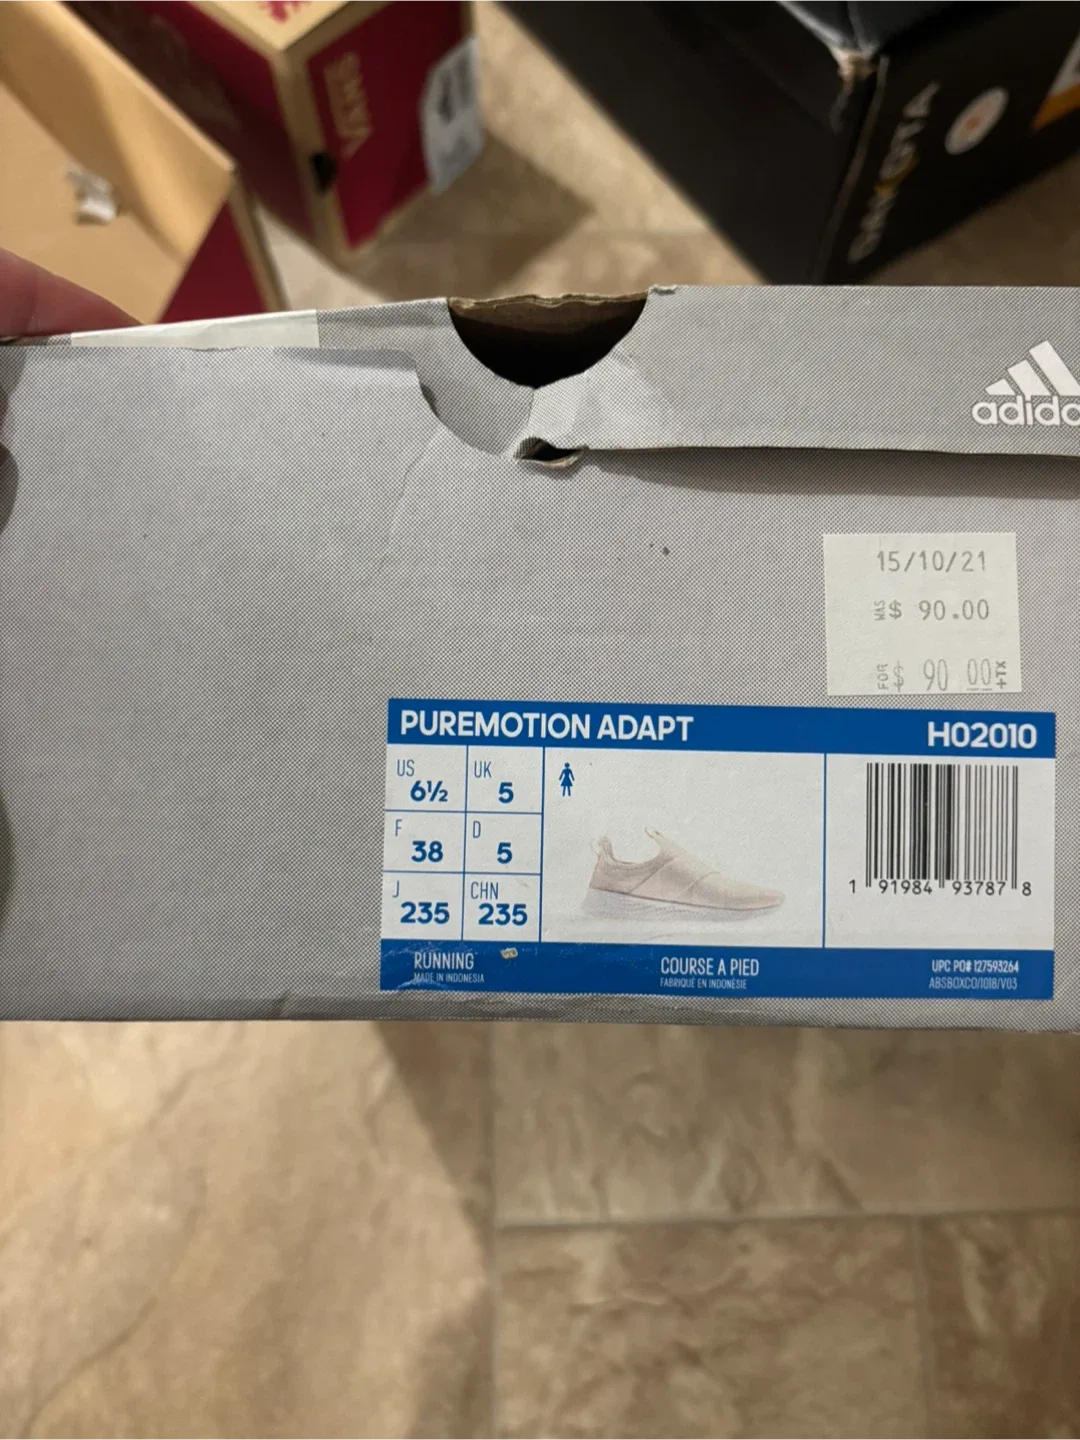 VANS
DAKOTA
adidas
15/10/21
WAS $ 90.00
FOR $ 90 00 +TX
PUREMOTION ADAPT H02010
US 6½ UK 5
F 38 D 5
J 235 CHN 235
1 91984 93787 8
RUNNING
MADE IN INDONESIA
COURSE A PIED
FABRIQUÉ EN INDONÉSIE
UPC PO# 127593264
ABSBOXCO/1018/V03